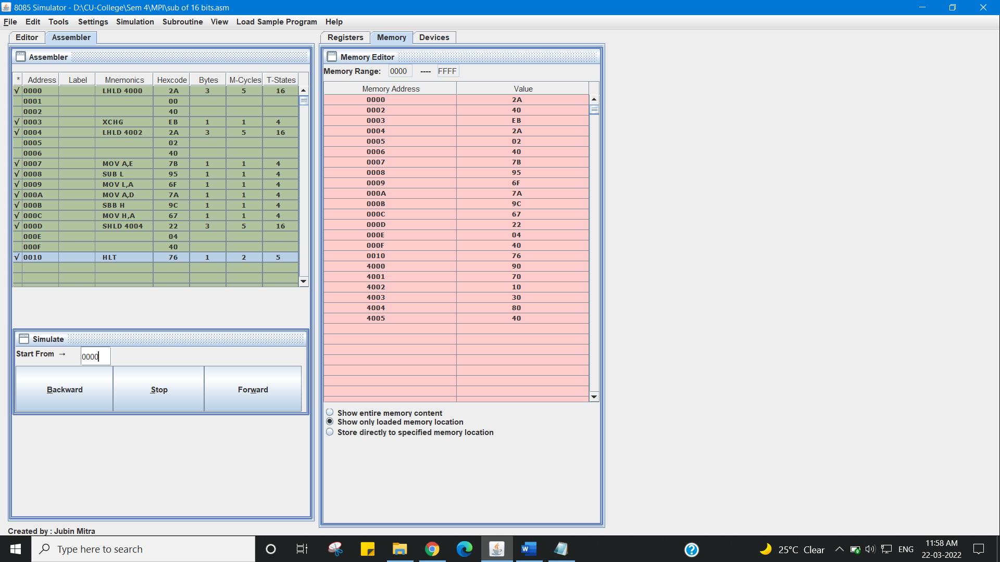 8085 Simulator - D:\CU-College\Sem 4\MPI\sub of 16 bits.asm
File Edit Tools Settings Simulation Subroutine View Load Sample Program Help
Editor Assembler
Assembler
* Address Label Mnemonics Hexcode Bytes M-Cycles T-States
√ 0000 LHLD 4000 2A 3 5 16
0001 00
0002 40
√ 0003 XCHG EB 1 1 4
√ 0004 LHLD 4002 2A 3 5 16
0005 02
0006 40
√ 0007 MOV A,E 7B 1 1 4
√ 0008 SUB L 95 1 1 4
√ 0009 MOV L,A 6F 1 1 4
√ 000A MOV A,D 7A 1 1 4
√ 000B SBB H 9C 1 1 4
√ 000C MOV H,A 67 1 1 4
√ 000D SHLD 4004 22 3 5 16
000E 04
000F 40
√ 0010 HLT 76 1 2 5
Simulate
Start From → 0000
Backward Stop Forward
Registers Memory Devices
Memory Editor
Memory Range: 0000 ---- FFFF
Memory Address Value
0000 2A
0002 40
0003 EB
0004 2A
0005 02
0006 40
0007 7B
0008 95
0009 6F
000A 7A
000B 9C
000C 67
000D 22
000E 04
000F 40
0010 76
4000 90
4001 70
4002 10
4003 30
4004 80
4005 40
Show entire memory content
Show only loaded memory location
Store directly to specified memory location
Created by : Jubin Mitra
Type here to search
25°C Clear
ENG
11:58 AM
22-03-2022